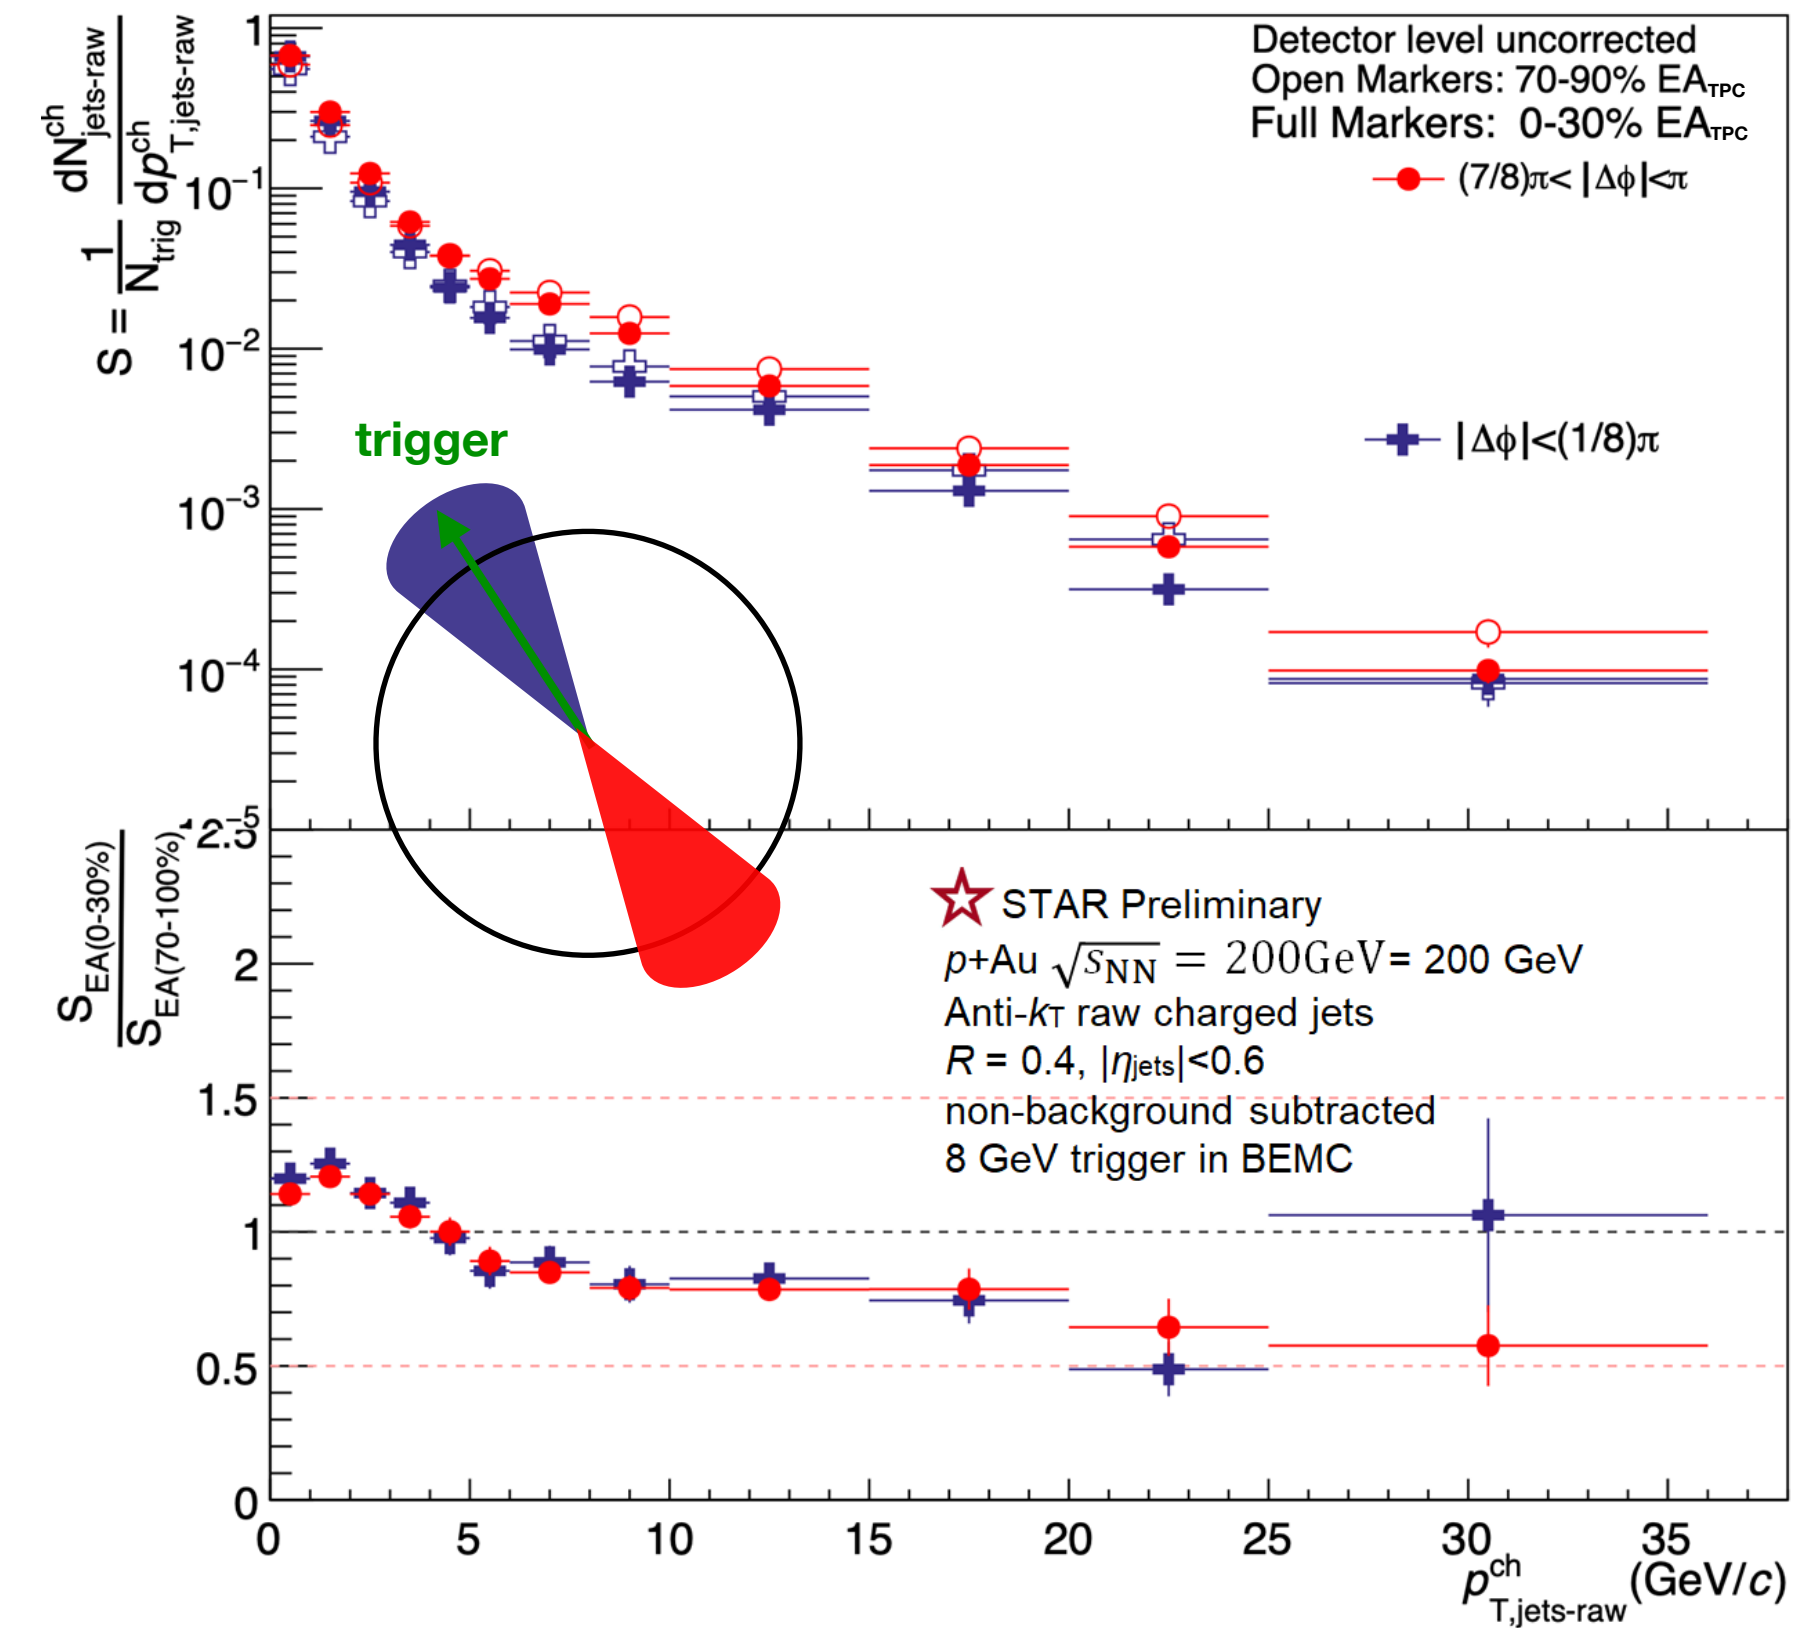 S = 1/N_trig dN^ch_jets-raw/dp^ch_T,jets-raw
1
10^−1
10^−2
10^−3
10^−4
Detector level uncorrected
Open Markers: 70-90% EA_TPC
Full Markers: 0-30% EA_TPC
(7/8)π< |Δϕ|<π
|Δϕ|<(1/8)π
trigger
S_EA(0-30%)/S_EA(70-100%)
2.5
2
1.5
1
0.5
0
STAR Preliminary
p+Au √s_NN = 200GeV= 200 GeV
Anti-k_T raw charged jets
R = 0.4, |η_jets|<0.6
non-background subtracted
8 GeV trigger in BEMC
0 5 10 15 20 25 30 35
p^ch_T,jets-raw (GeV/c)